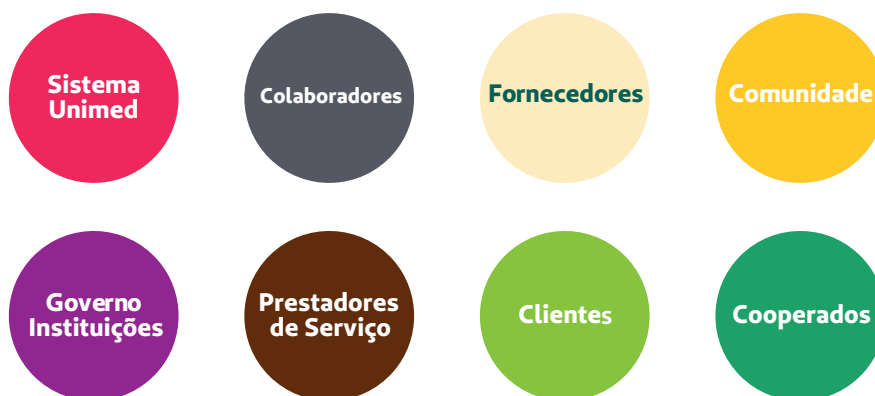 Sistema
Unimed
Colaboradores
Fornecedores
Comunidade
Governo
Instituições
Prestadores
de Serviço
Clientes
Cooperados